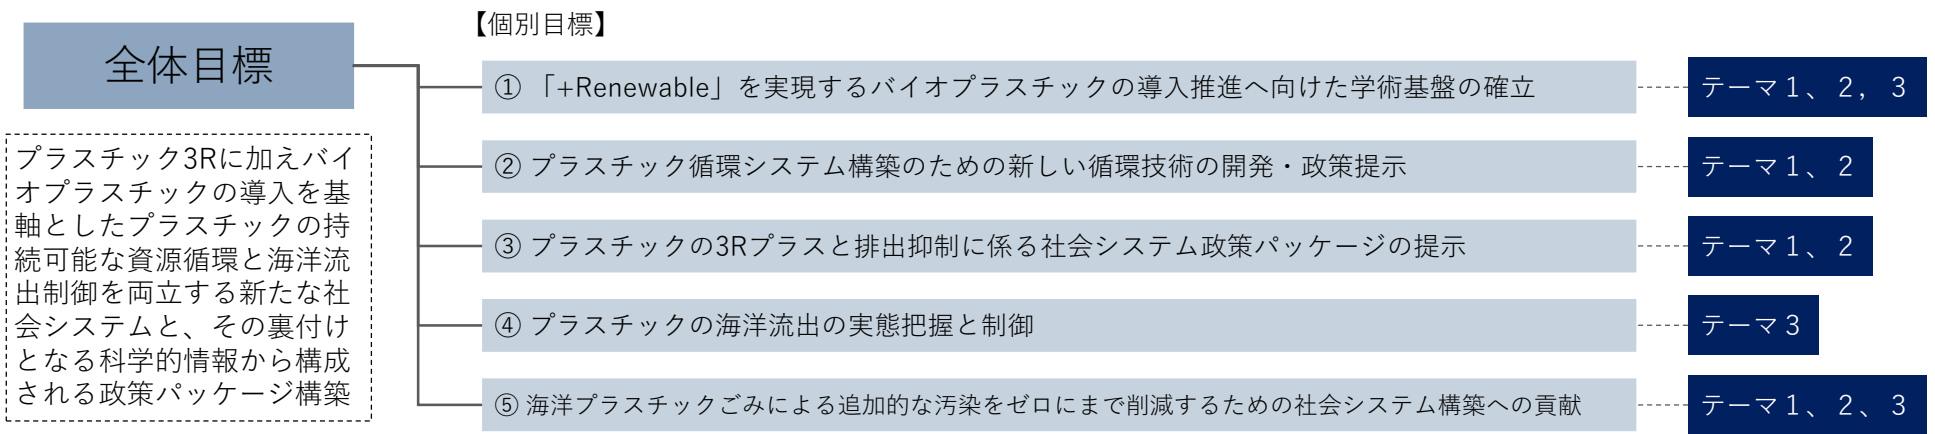 全体目標
プラスチック3Rに加えバイ
オプラスチックの導入を基
軸としたプラスチックの持
続可能な資源循環と海洋流
出制御を両立する新たな社
会システムと、その裏付け
となる科学的情報から構成
される政策パッケージ構築
【個別目標】
① 「+Renewable」を実現するバイオプラスチックの導入推進へ向けた学術基盤の確立
テーマ１、２，３
② プラスチック循環システム構築のための新しい循環技術の開発・政策提示
テーマ１、２
③ プラスチックの3Rプラスと排出抑制に係る社会システム政策パッケージの提示
テーマ１、２
④ プラスチックの海洋流出の実態把握と制御
テーマ３
⑤ 海洋プラスチックごみによる追加的な汚染をゼロにまで削減するための社会システム構築への貢献
テーマ１、２、３